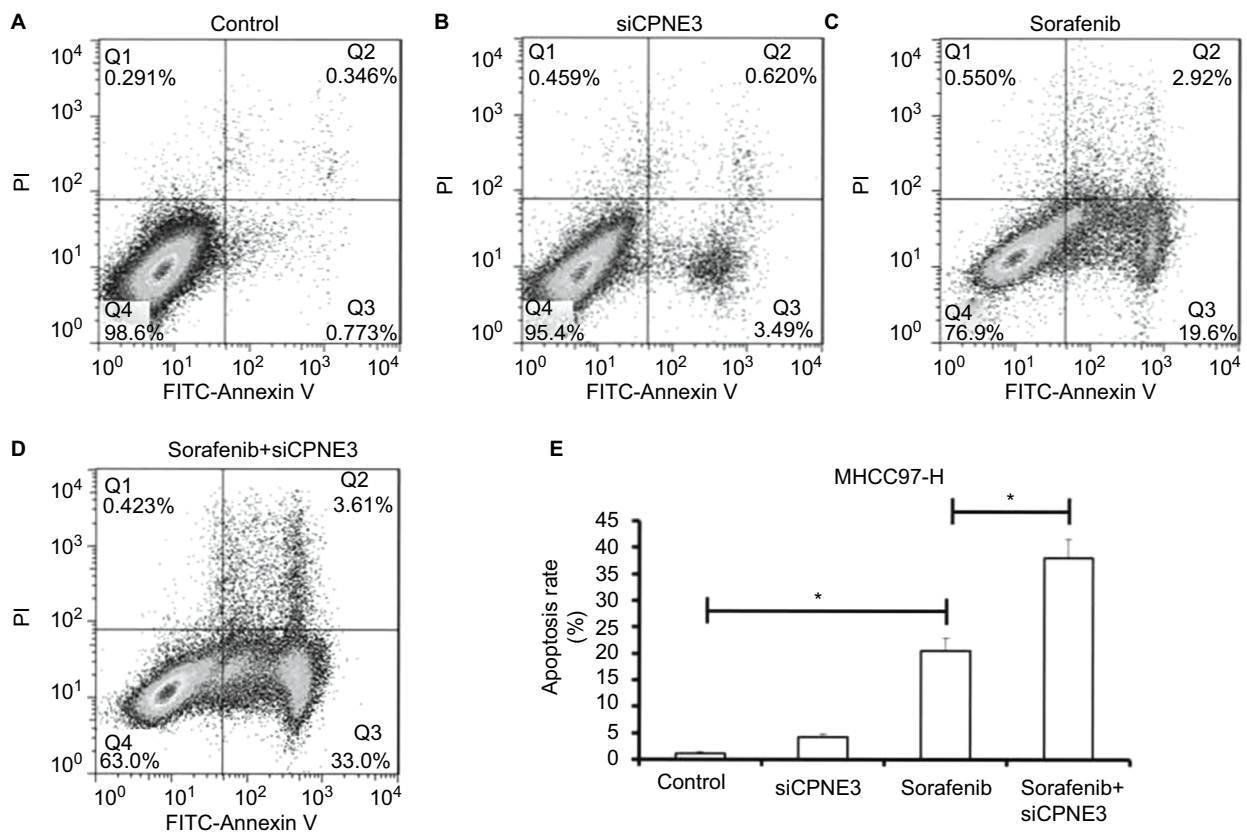 A
Control
10⁴
10³
10²
10¹
10⁰
PI
Q1
0.291%
Q2
0.346%
Q4
98.6%
Q3
0.773%
10⁰ 10¹ 10² 10³ 10⁴
FITC-Annexin V
B
siCPNE3
10⁴
10³
10²
10¹
10⁰
PI
Q1
0.459%
Q2
0.620%
Q4
95.4%
Q3
3.49%
10⁰ 10¹ 10² 10³ 10⁴
FITC-Annexin V
C
Sorafenib
10⁴
10³
10²
10¹
10⁰
PI
Q1
0.550%
Q2
2.92%
Q4
76.9%
Q3
19.6%
10⁰ 10¹ 10² 10³ 10⁴
FITC-Annexin V
D
Sorafenib+siCPNE3
10⁴
10³
10²
10¹
10⁰
PI
Q1
0.423%
Q2
3.61%
Q4
63.0%
Q3
33.0%
10⁰ 10¹ 10² 10³ 10⁴
FITC-Annexin V
E
MHCC97-H
*
*
45
40
35
30
25
20
15
10
5
0
Apoptosis rate
(%)
Control
siCPNE3
Sorafenib
Sorafenib+
siCPNE3